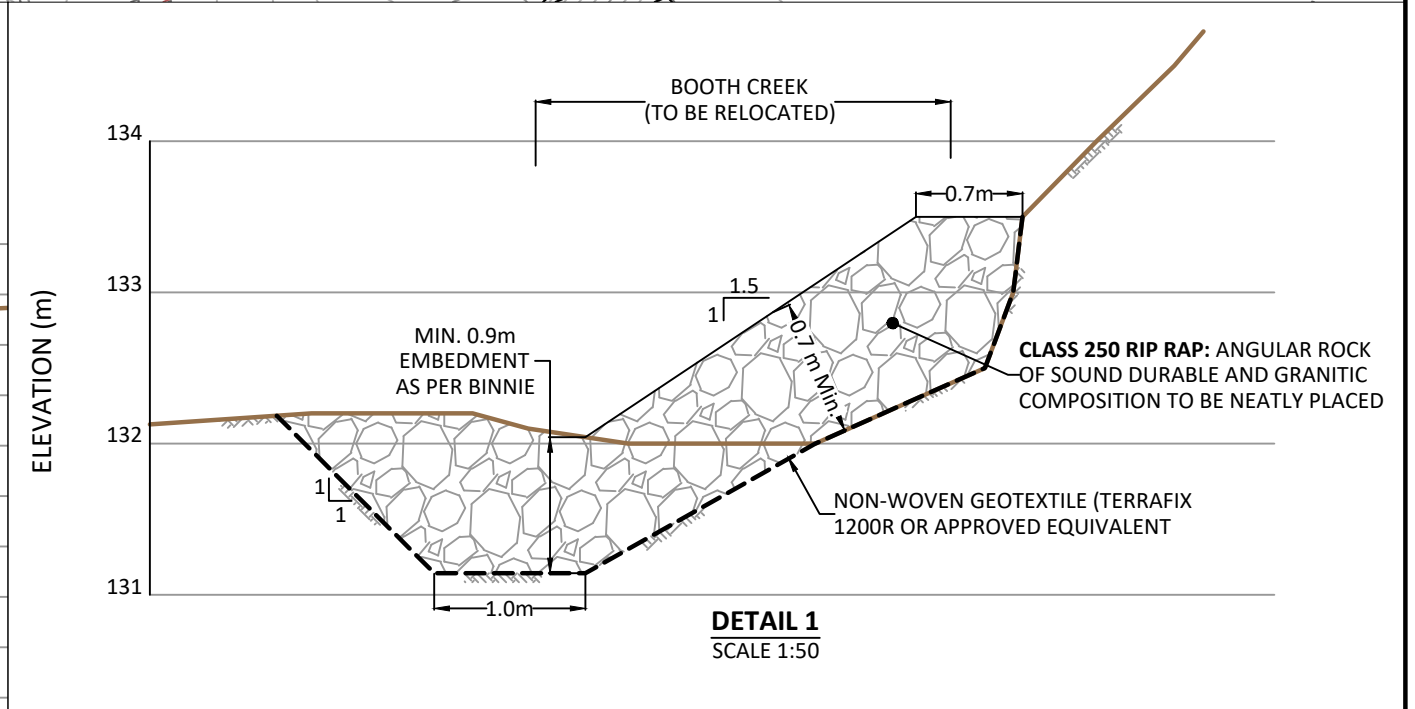 BOOTH CREEK
(TO BE RELOCATED)
134
0.7m
133
1.5
1
ELEVATION (m)
MIN. 0.9m
EMBEDMENT
AS PER BINNIE
0.7 m Min.
CLASS 250 RIP RAP: ANGULAR ROCK
OF SOUND DURABLE AND GRANITIC
COMPOSITION TO BE NEATLY PLACED
132
1
1
NON-WOVEN GEOTEXTILE (TERRAFIX
1200R OR APPROVED EQUIVALENT
131
1.0m
DETAIL 1
SCALE 1:50